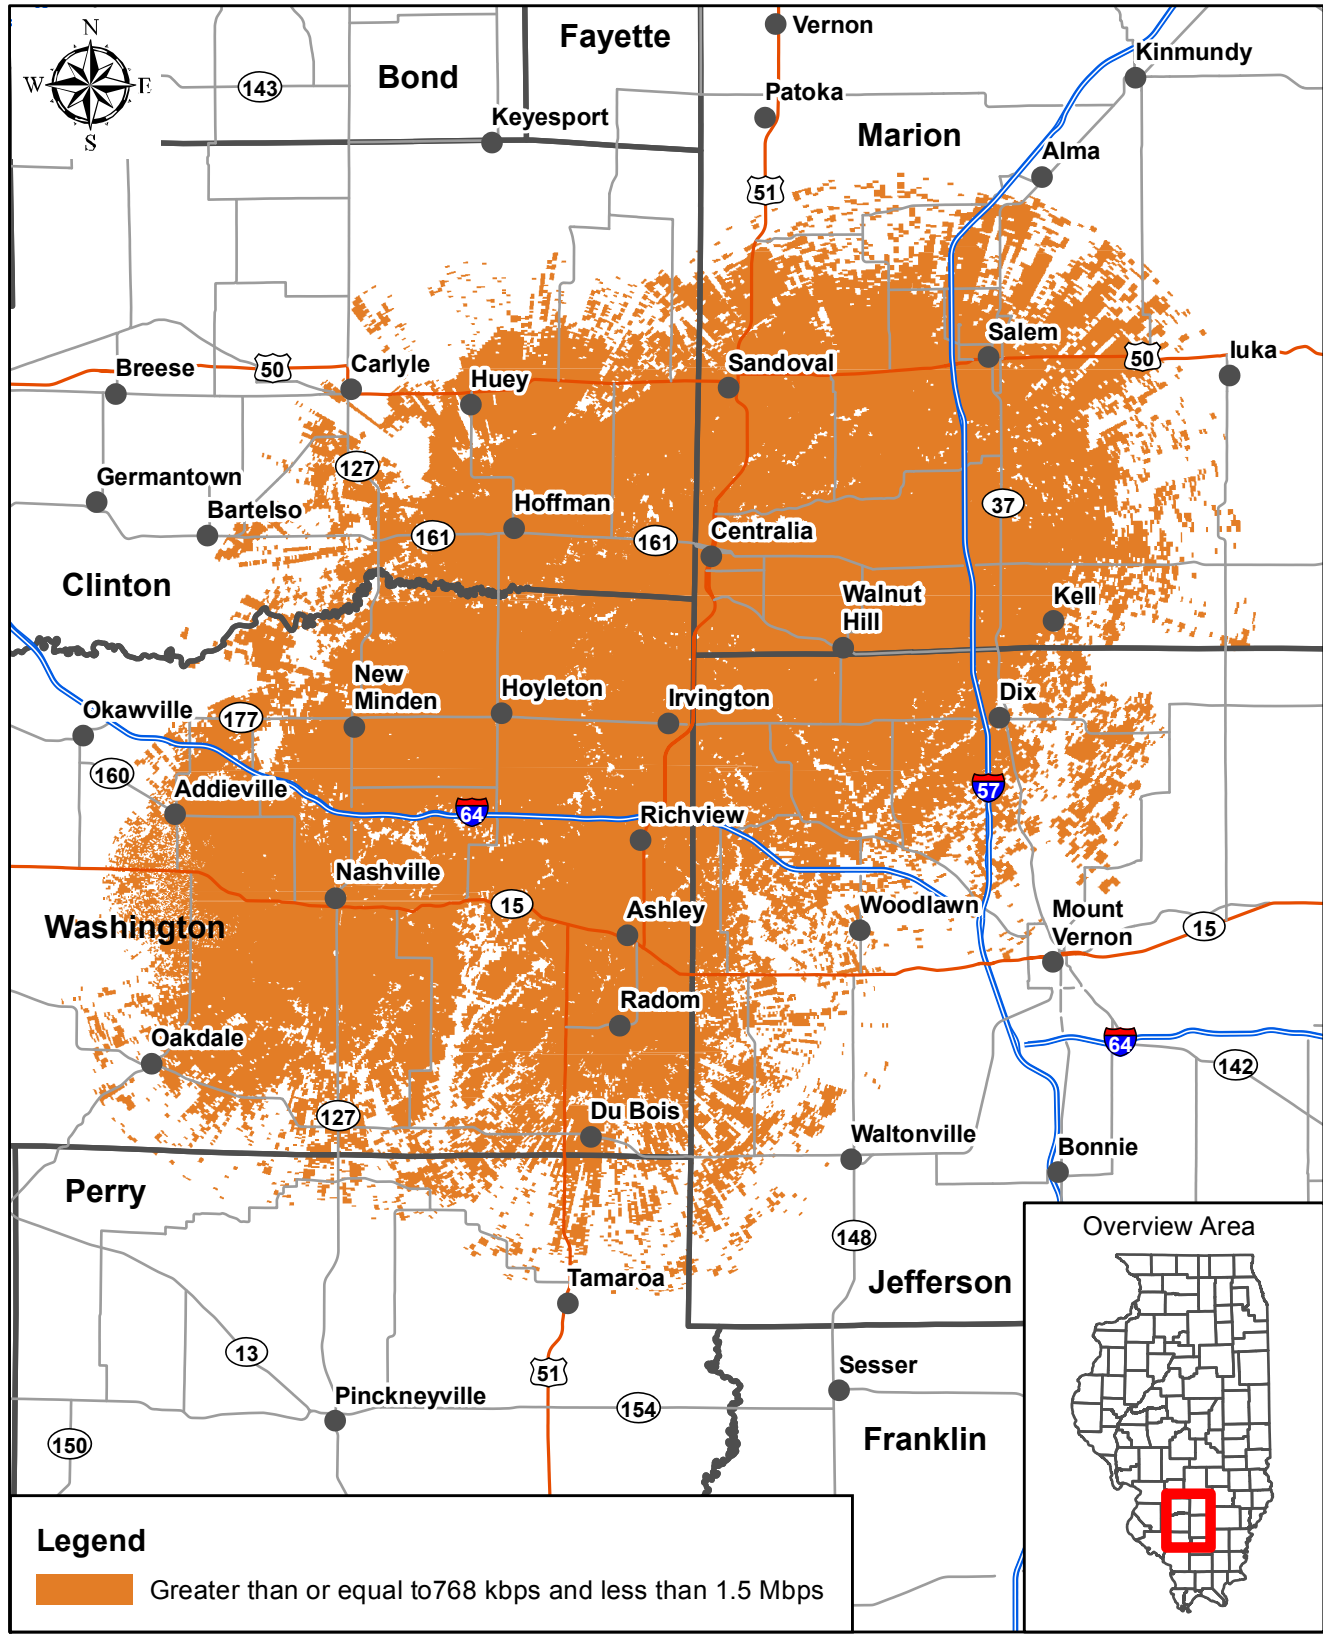 N
W E
S
Fayette
Vernon
Bond
Kinmundy
143
Patoka
Keyesport
Marion
Alma
51
Salem
Iuka
50
50
Breese
Carlyle
Huey
Sandoval
127
Germantown
Bartelso
Hoffman
37
161
161
Centralia
Clinton
Walnut
Hill
Kell
New
Minden
Hoyleton
Irvington
Dix
Okawville
177
160
Addieville
57
64
Richview
Nashville
15
Ashley
Woodlawn
Mount
Vernon
15
Washington
Radom
Oakdale
64
142
127
Du Bois
Waltonville
Bonnie
Perry
148
Tamaroa
Jefferson
13
51
Sesser
Pinckneyville
154
150
Franklin
Overview Area
Legend
Greater than or equal to768 kbps and less than 1.5 Mbps